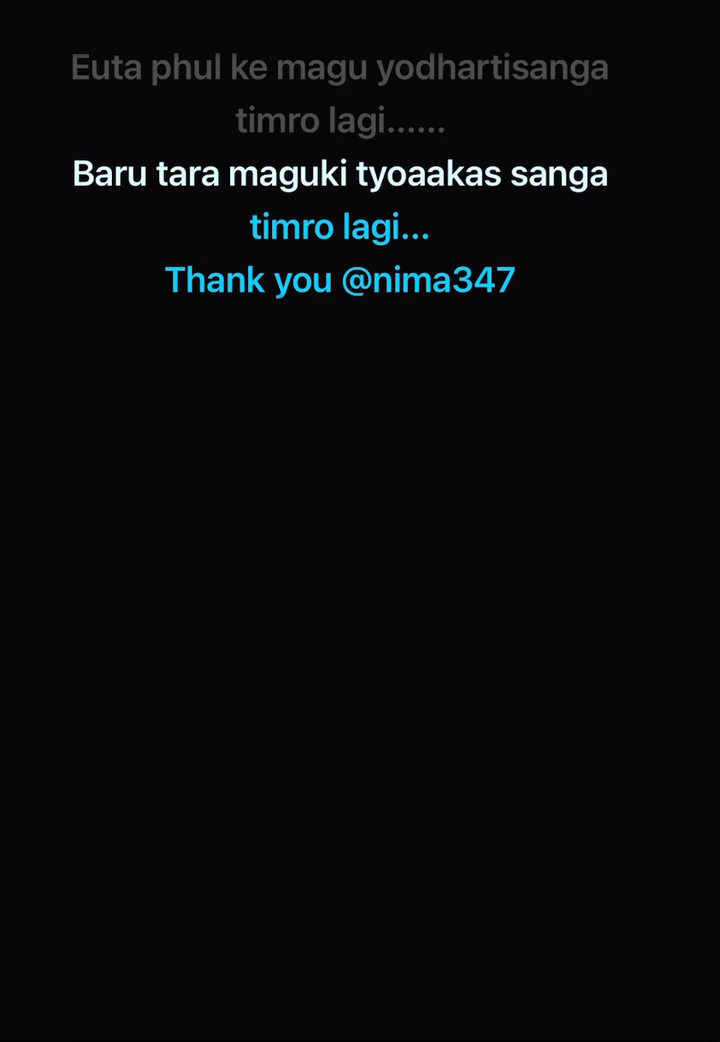 Euta phul ke magu yodhartisanga
timro lagi......
Baru tara maguki tyoaakas sanga
timro lagi...
Thank you @nima347